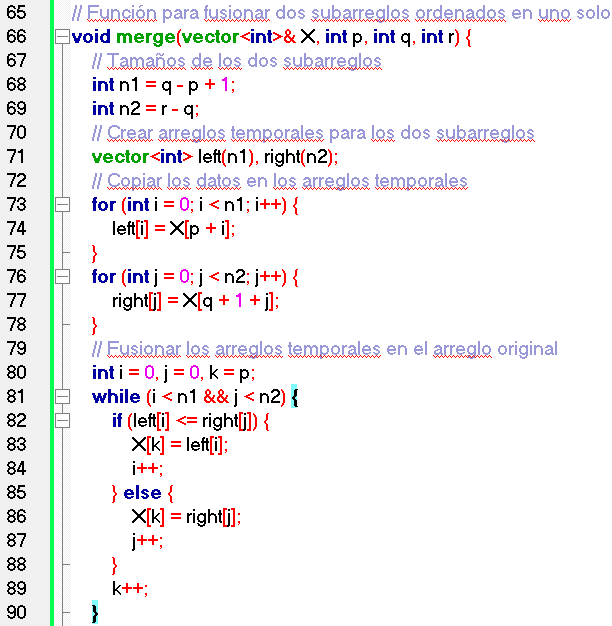 65 // Función para fusionar dos subarreglos ordenados en uno solo
66 void merge(vector<int>& X, int p, int q, int r) {
67 // Tamaños de los dos subarreglos
68 int n1 = q - p + 1;
69 int n2 = r - q;
70 // Crear arreglos temporales para los dos subarreglos
71 vector<int> left(n1), right(n2);
72 // Copiar los datos en los arreglos temporales
73 for (int i = 0; i < n1; i++) {
74 left[i] = X[p + i];
75 }
76 for (int j = 0; j < n2; j++) {
77 right[j] = X[q + 1 + j];
78 }
79 // Fusionar los arreglos temporales en el arreglo original
80 int i = 0, j = 0, k = p;
81 while (i < n1 && j < n2) {
82 if (left[i] <= right[j]) {
83 X[k] = left[i];
84 i++;
85 } else {
86 X[k] = right[j];
87 j++;
88 }
89 k++;
90 }